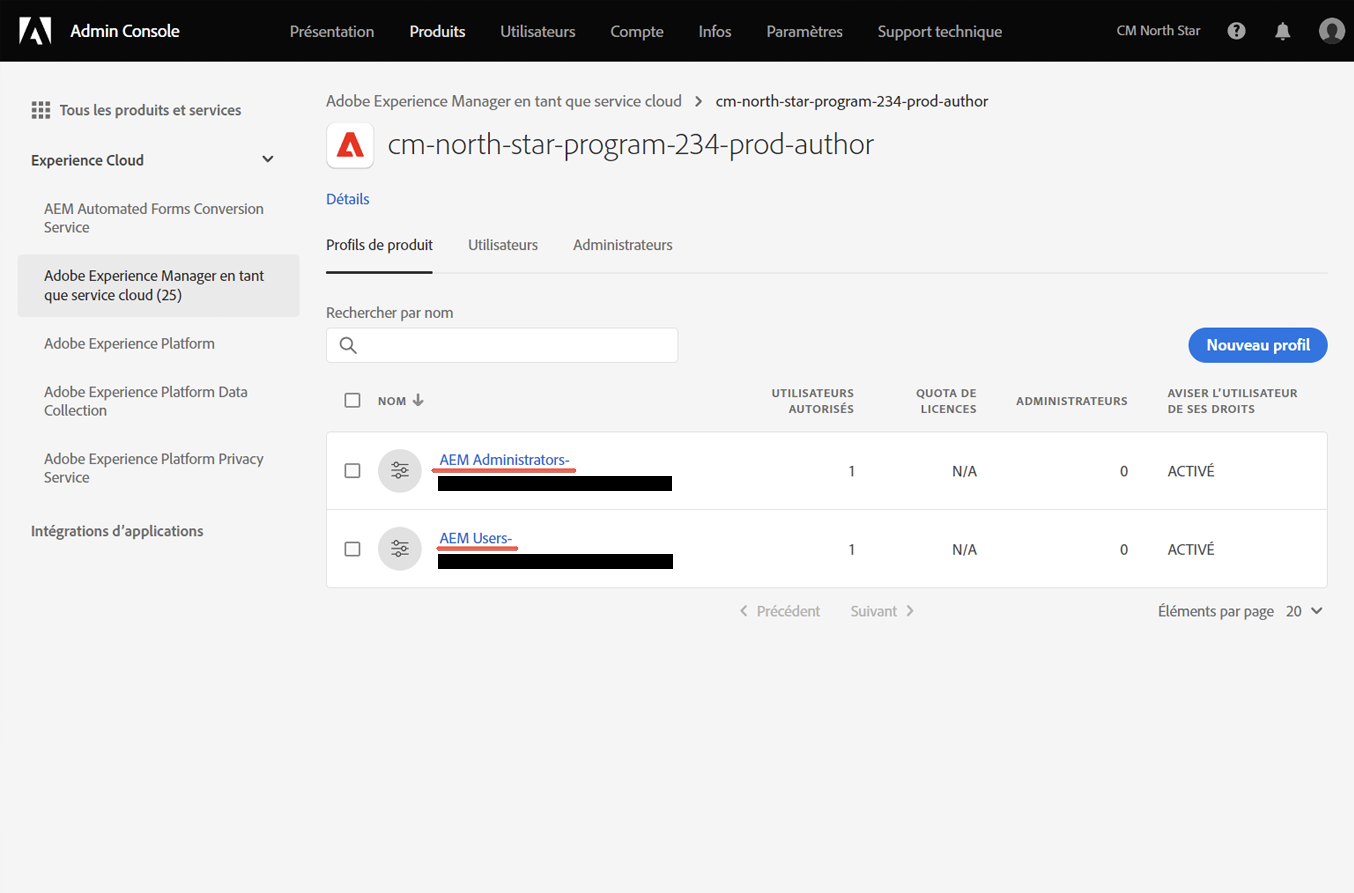 Admin Console
Présentation
Produits
Utilisateurs
Compte
Infos
Paramètres
Support technique
CM North Star
Tous les produits et services
Experience Cloud
AEM Automated Forms Conversion
Service
Adobe Experience Manager en tant
que service cloud (25)
Adobe Experience Platform
Adobe Experience Platform Data
Collection
Adobe Experience Platform Privacy
Service
Intégrations d’applications
Adobe Experience Manager en tant que service cloud > cm-north-star-program-234-prod-author
cm-north-star-program-234-prod-author
Détails
Profils de produit
Utilisateurs
Administrateurs
Rechercher par nom
Nouveau profil
NOM
UTILISATEURS
AUTORISÉS
QUOTA DE
LICENCES
ADMINISTRATEURS
AVISER L’UTILISATEUR
DE SES DROITS
AEM Administrators-
1
N/A
0
ACTIVÉ
AEM Users-
1
N/A
0
ACTIVÉ
Précédent
Suivant
Éléments par page 20